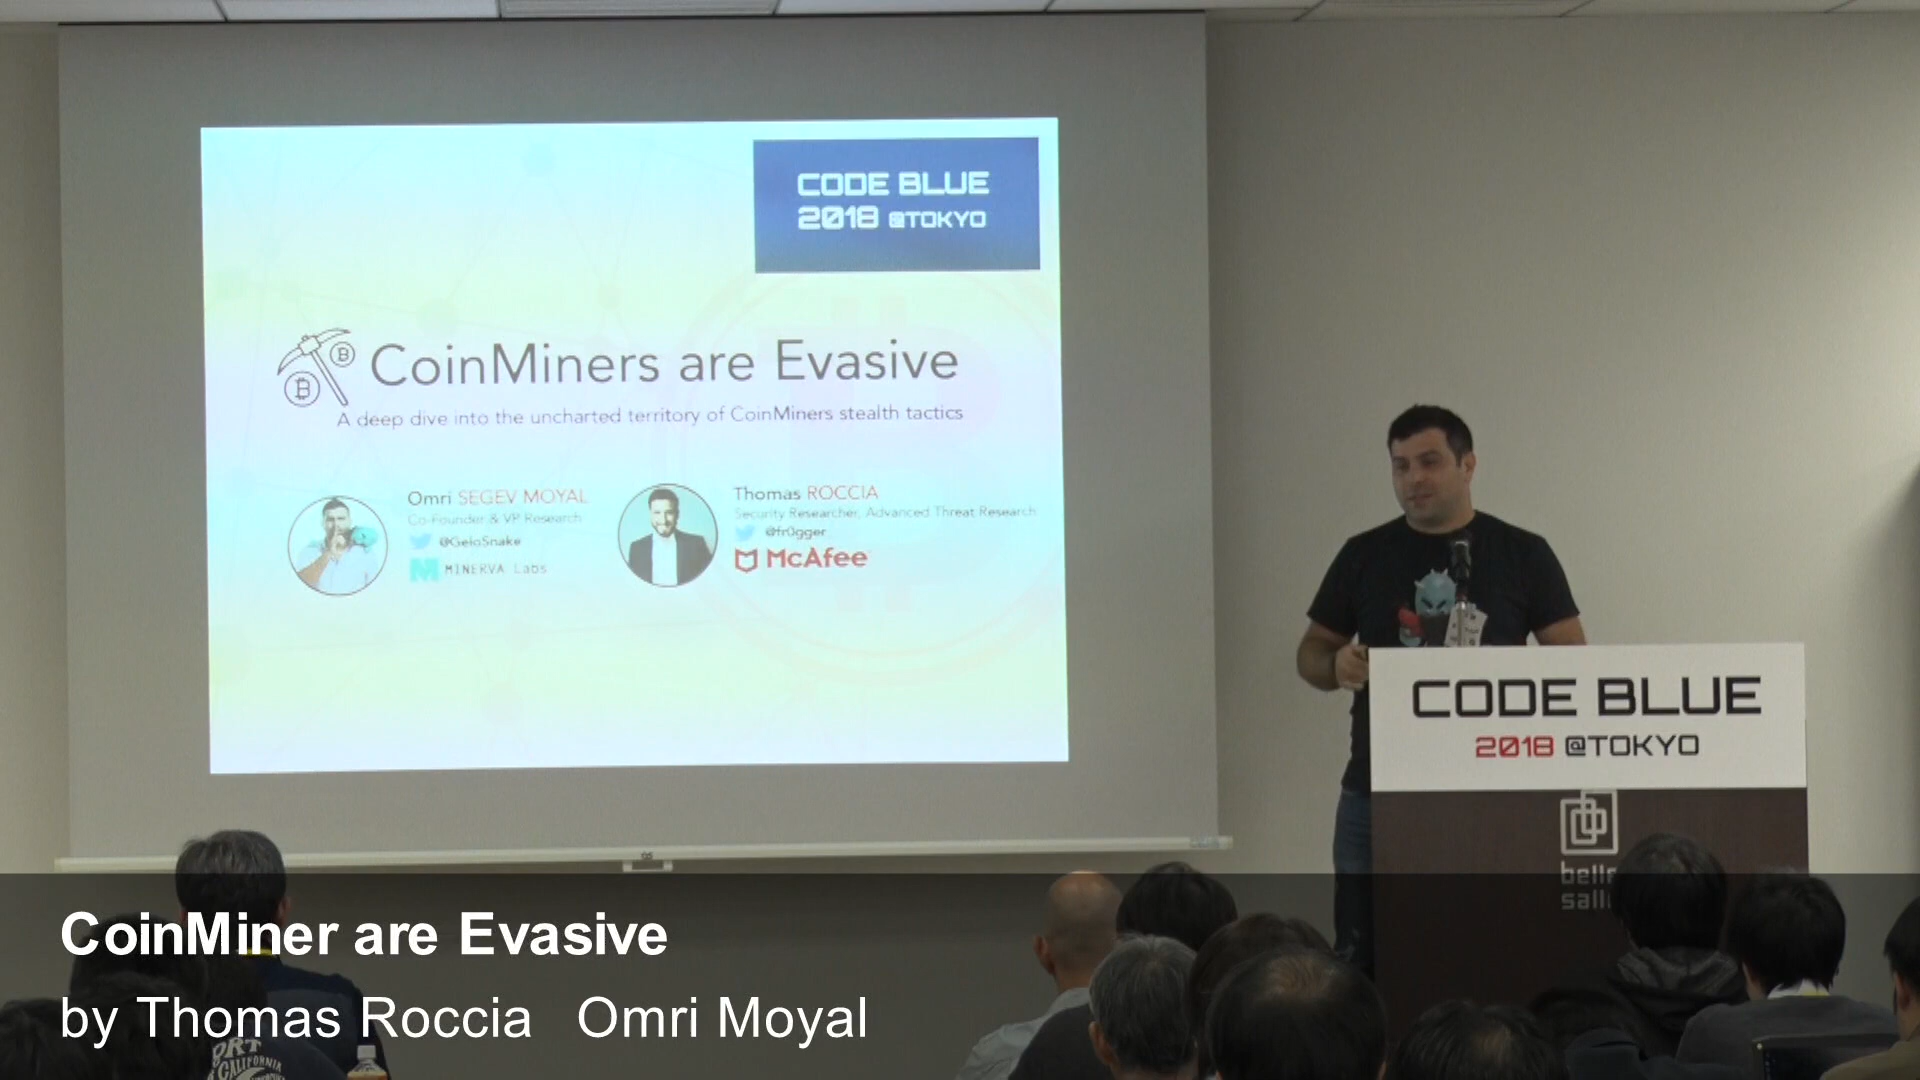 CODE BLUE
2018 @TOKYO
CoinMiners are Evasive
A deep dive into the uncharted territory of CoinMiners stealth tactics
Omri SEGEV MOYAL
Co-Founder & VP Research
@GeloSnake
MINERVA Labs
Thomas ROCCIA
Security Researcher, Advanced Threat Research
@fr0gger
McAfee
CODE BLUE
2018 @TOKYO
CoinMiner are Evasive
by Thomas Roccia Omri Moyal
CALIFORNIA